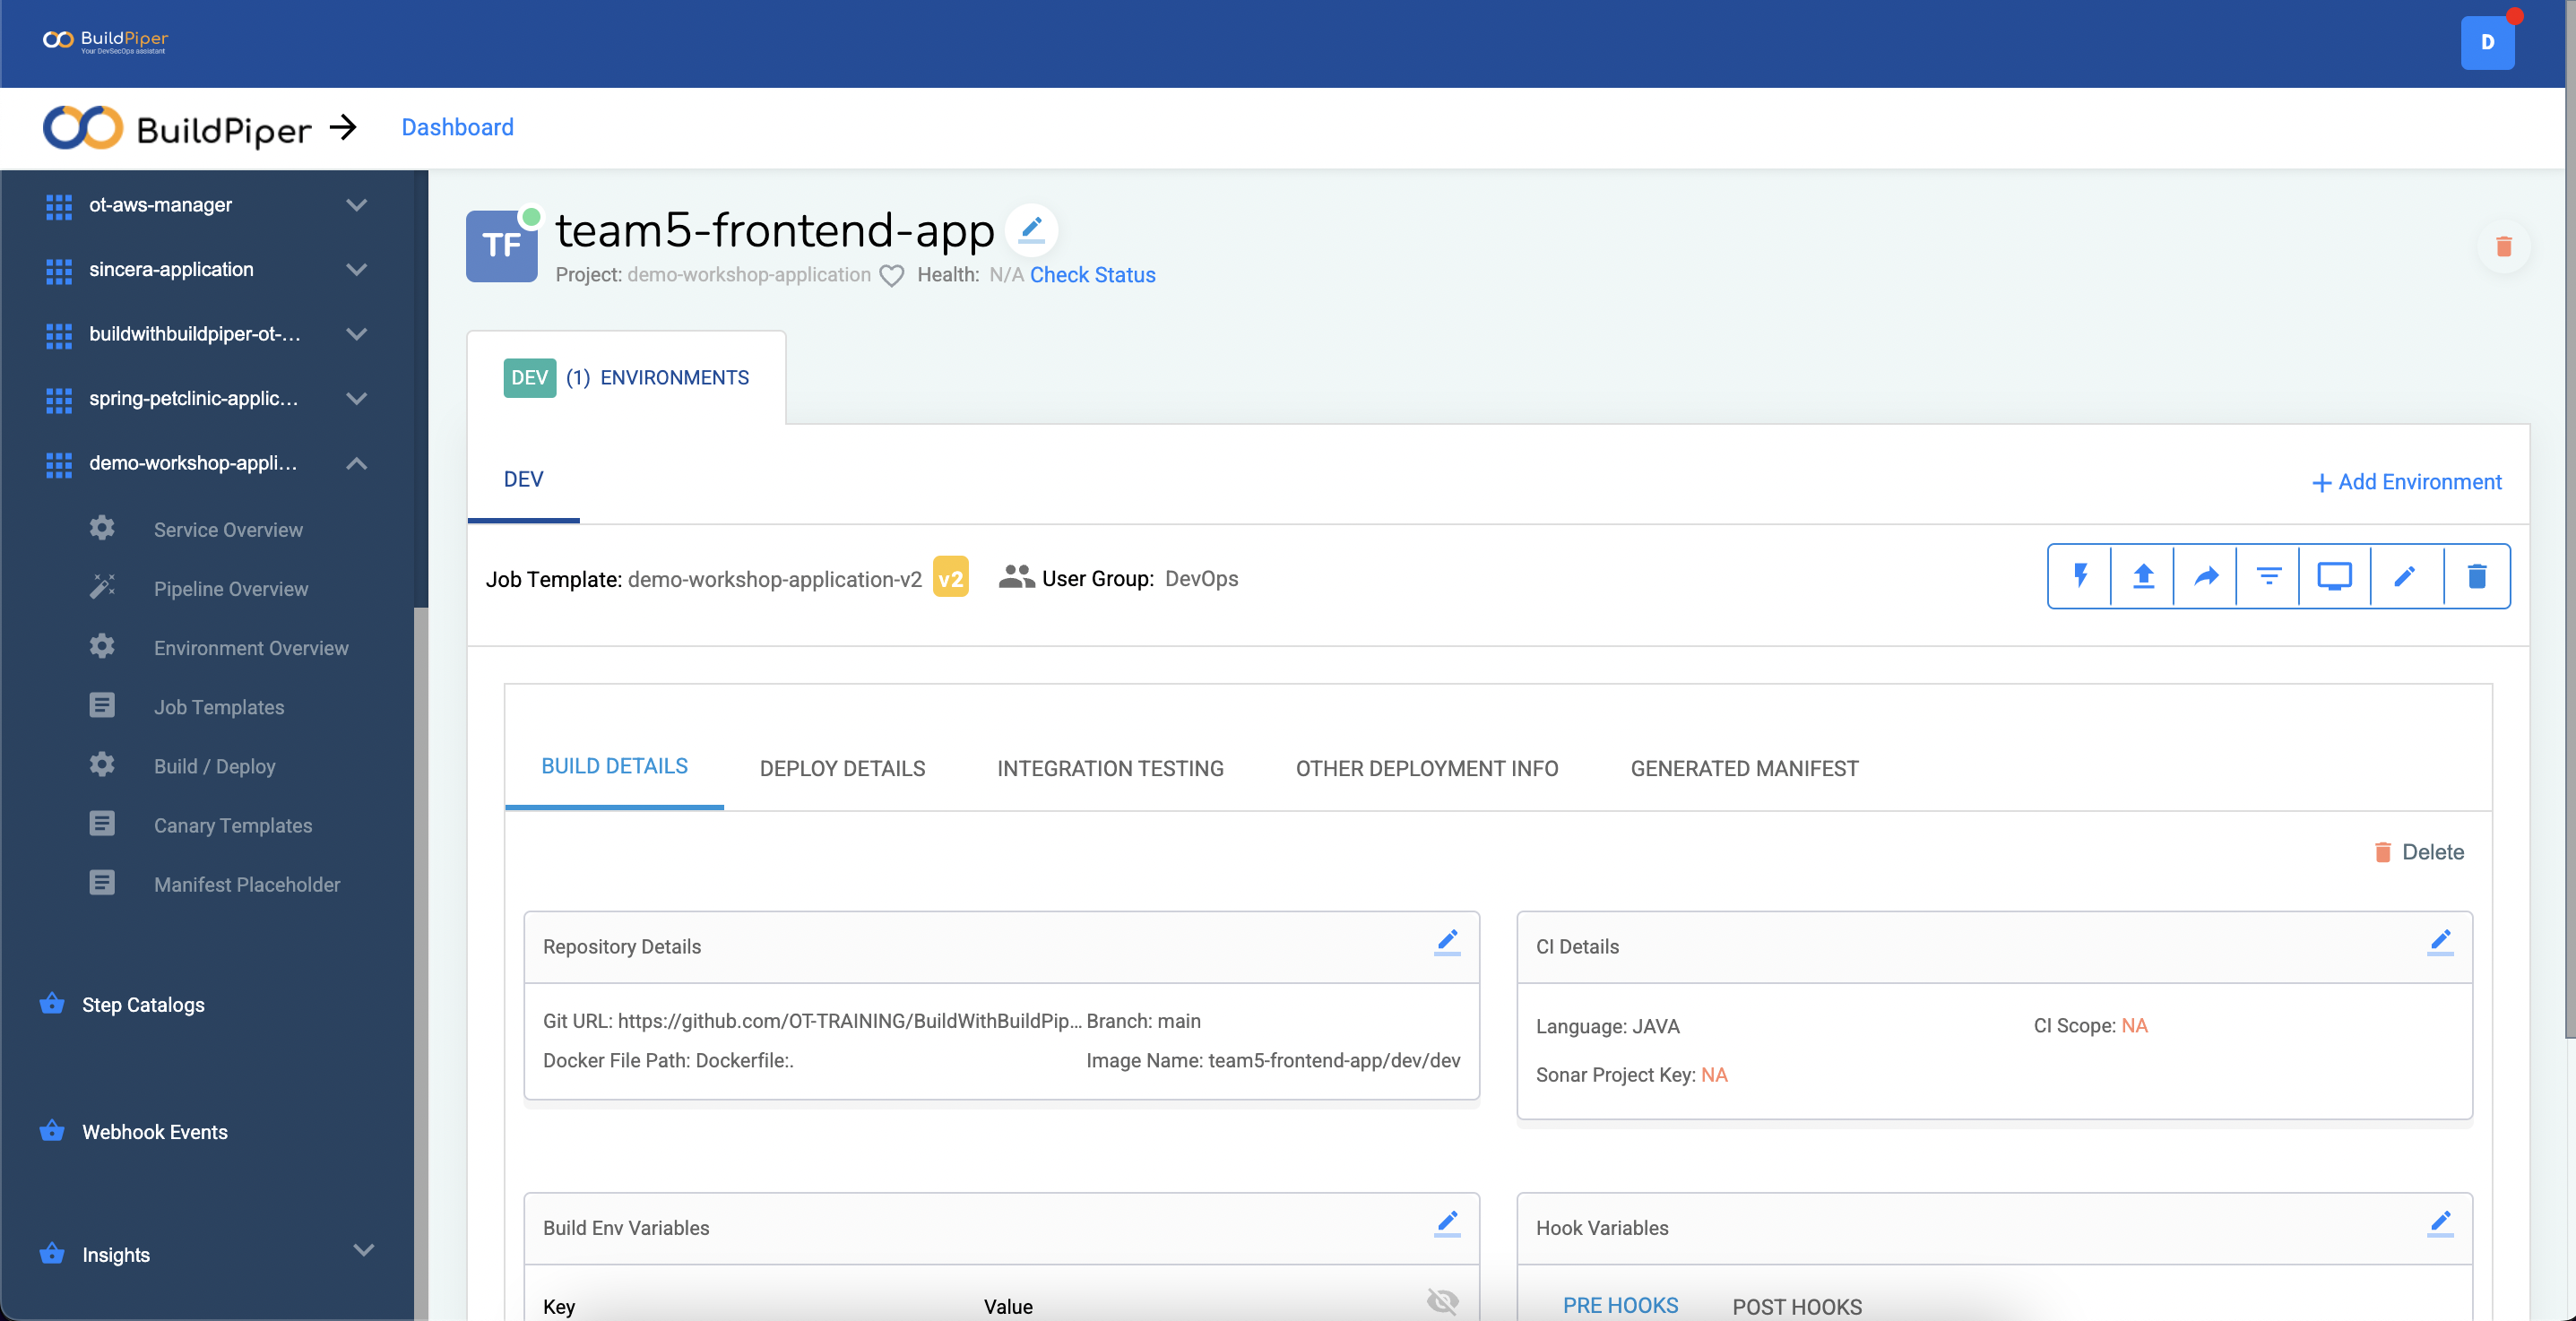 BuildPiper
Your DevSecOps assistant
D
BuildPiper
Dashboard
ot-aws-manager
sincera-application
buildwithbuildpiper-ot-...
spring-petclinic-applic...
demo-workshop-appli...
Service Overview
Pipeline Overview
Environment Overview
Job Templates
Build / Deploy
Canary Templates
Manifest Placeholder
Step Catalogs
Webhook Events
Insights
TF
team5-frontend-app
Project: demo-workshop-application Health: N/A Check Status
DEV (1) ENVIRONMENTS
DEV
Add Environment
Job Template: demo-workshop-application-v2 v2 User Group: DevOps
BUILD DETAILS DEPLOY DETAILS INTEGRATION TESTING OTHER DEPLOYMENT INFO GENERATED MANIFEST
Delete
Repository Details
Git URL: https://github.com/OT-TRAINING/BuildWithBuildPip... Branch: main
Docker File Path: Dockerfile:. Image Name: team5-frontend-app/dev/dev
CI Details
Language: JAVA CI Scope: NA
Sonar Project Key: NA
Build Env Variables
Key Value
Hook Variables
PRE HOOKS POST HOOKS